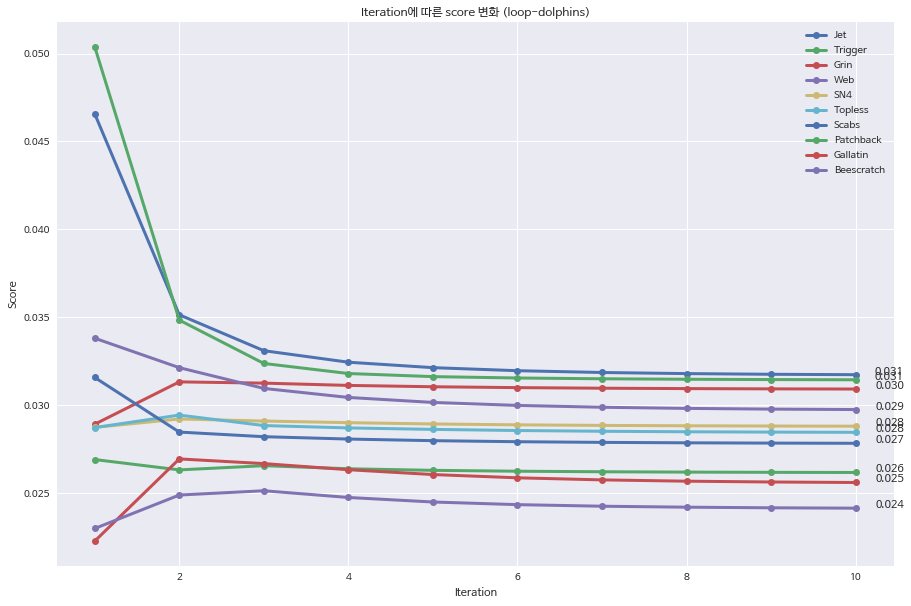 Iteration에 따른 score 변화 (loop-dolphins)
Jet
Trigger
Grin
Web
SN4
Topless
Scabs
Patchback
Gallatin
Beescratch
0.050
0.045
0.040
0.035
0.030
0.025
Score
0.031
0.031
0.030
0.029
0.028
0.028
0.027
0.026
0.025
0.024
2
4
6
8
10
Iteration